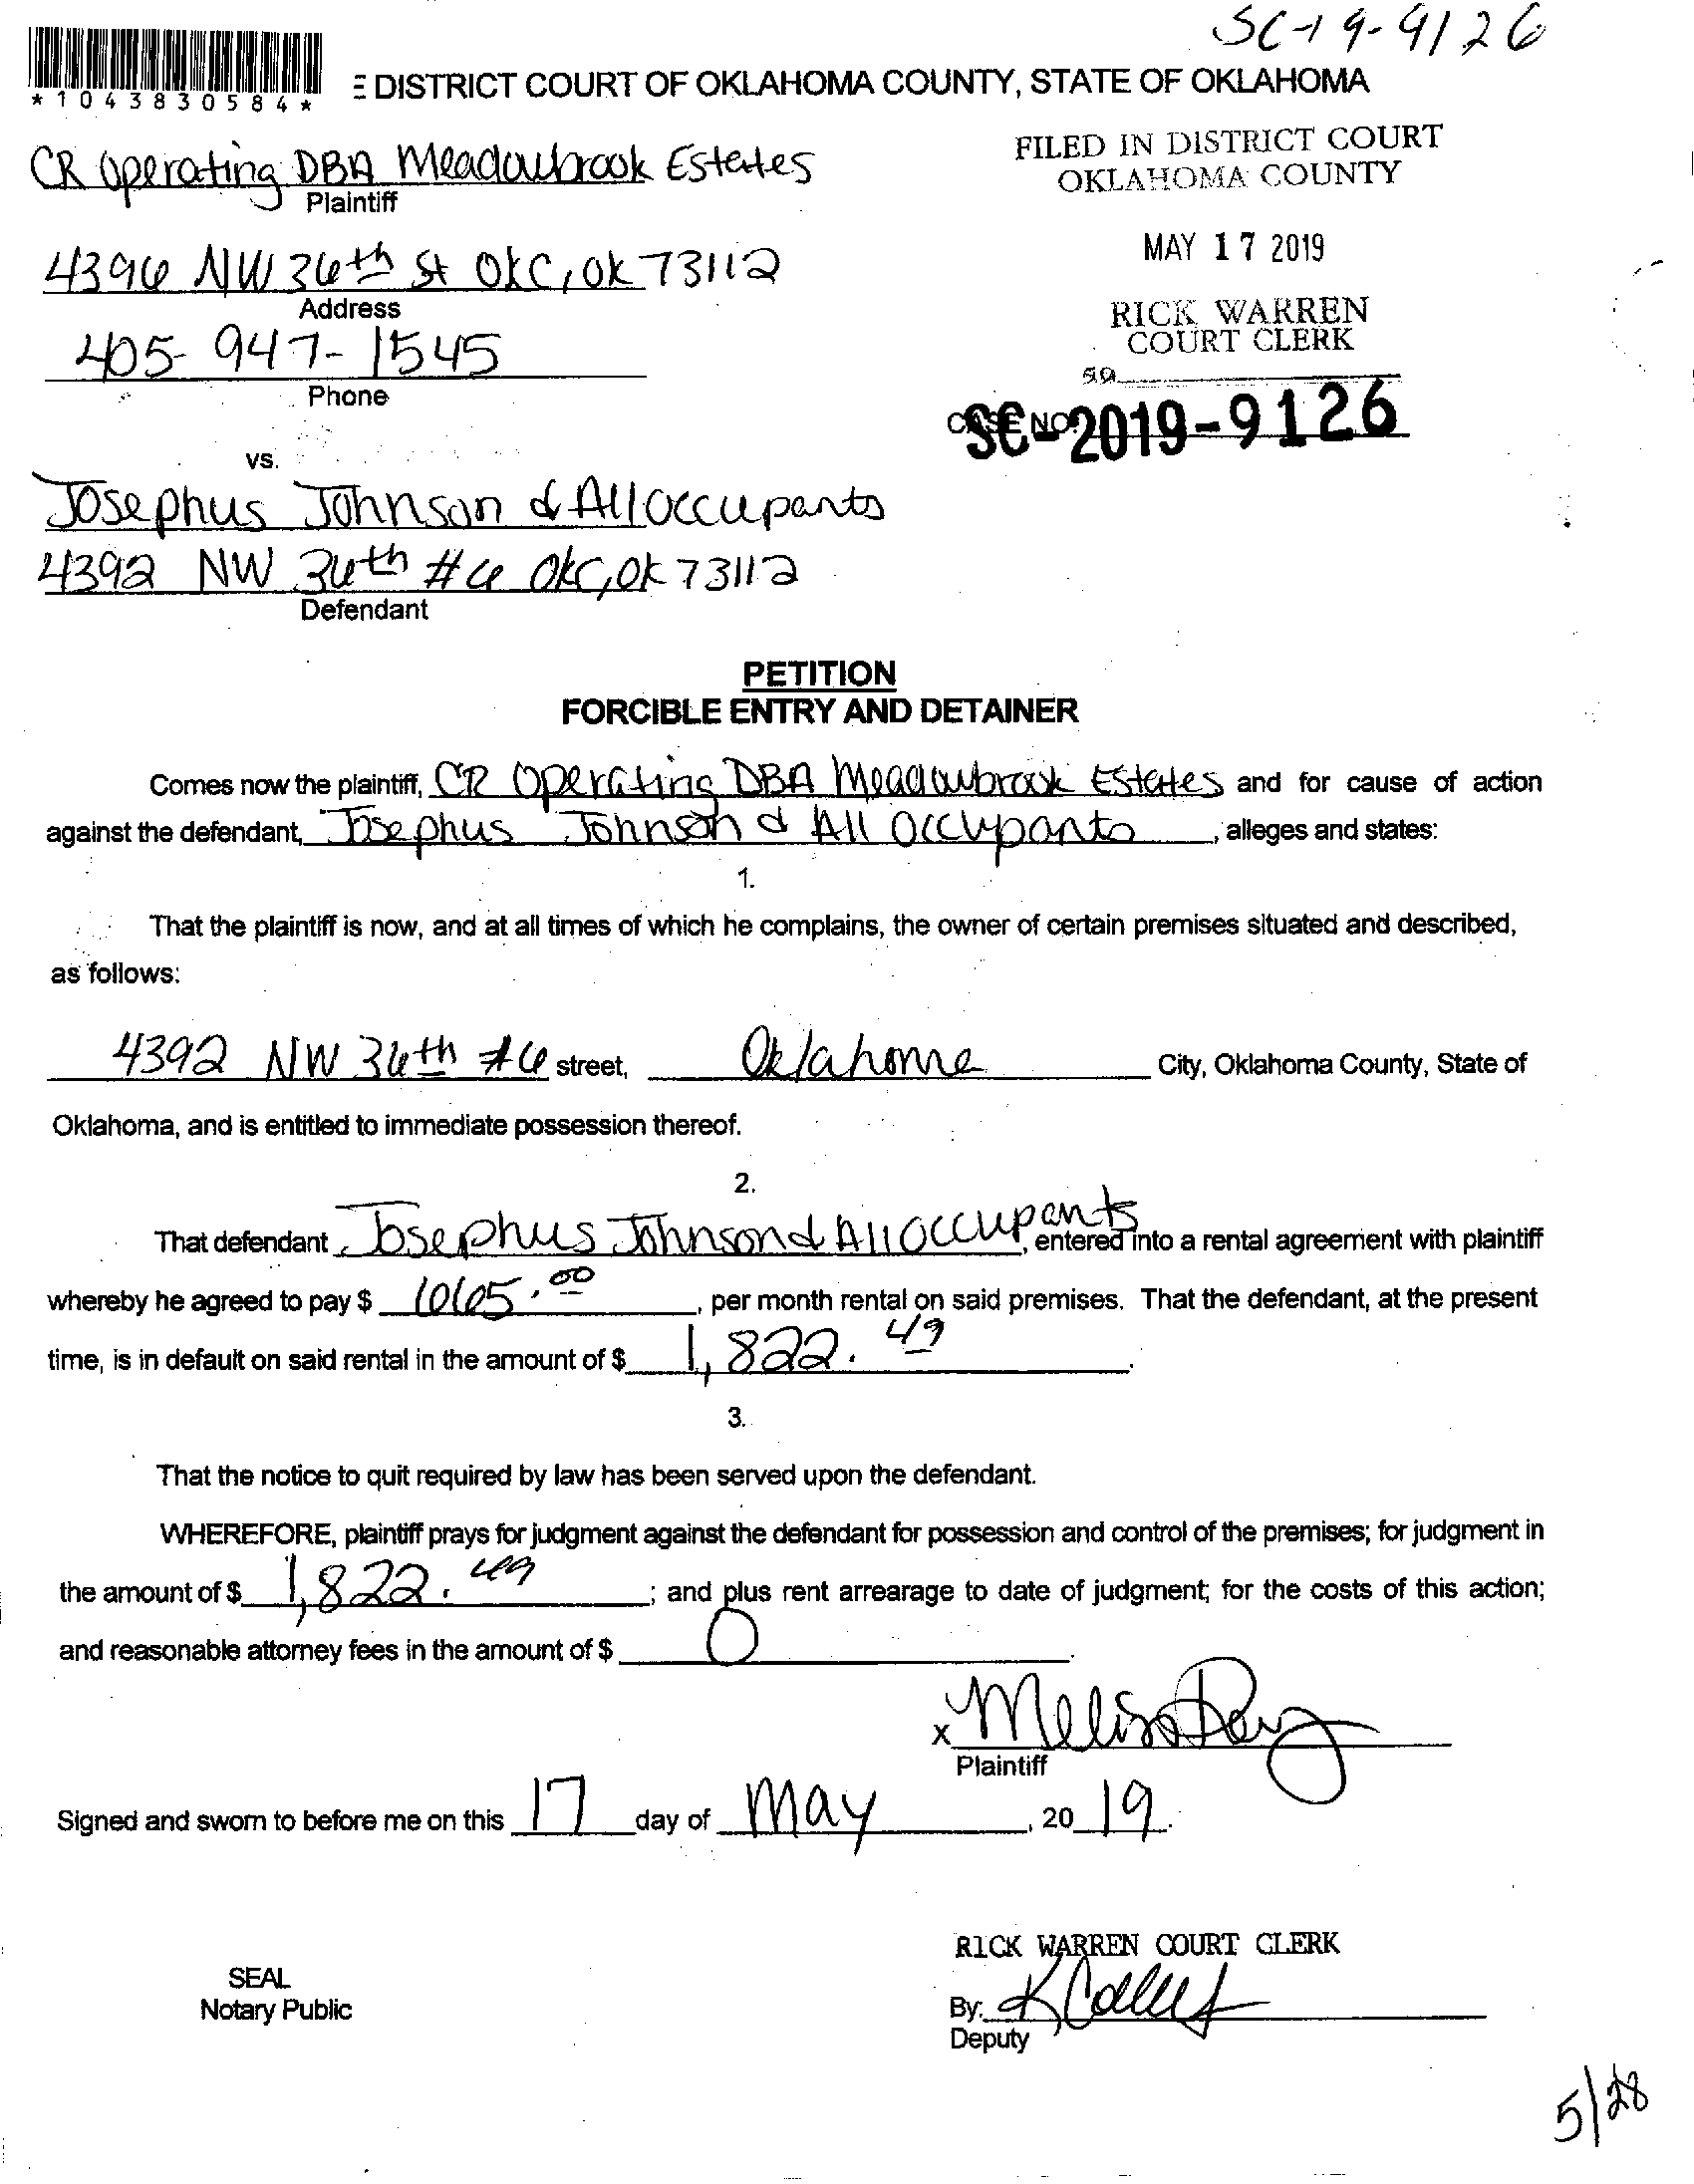 SC-19-9126
*1043830584*
E DISTRICT COURT OF OKLAHOMA COUNTY, STATE OF OKLAHOMA
CR Operating DBA Meadowbrook Estates
Plaintiff
FILED IN DISTRICT COURT
OKLAHOMA COUNTY
4396 NW 36th St OKC, OK 73112
Address
MAY 17 2019
405-947-1545
Phone
RICK WARREN
COURT CLERK
CASE NO.
SC-2019-9126
vs.
Josephus Johnson & All occupants
4392 NW 36th #6 OKC, OK 73112
Defendant
PETITION
FORCIBLE ENTRY AND DETAINER
Comes now the plaintiff, CR Operating DBA Meadowbrook Estates and for cause of action
against the defendant, Josephus Johnson & All Occupants, alleges and states:
1.
That the plaintiff is now, and at all times of which he complains, the owner of certain premises situated and described,
as follows:
4392 NW 36th #6 street, Oklahoma City, Oklahoma County, State of
Oklahoma, and is entitled to immediate possession thereof.
2.
That defendant, Josephus Johnson & All Occupants, entered into a rental agreement with plaintiff
whereby he agreed to pay $ 665.00, per month rental on said premises. That the defendant, at the present
time, is in default on said rental in the amount of $ 1,822.49.
3.
That the notice to quit required by law has been served upon the defendant.
WHEREFORE, plaintiff prays for judgment against the defendant for possession and control of the premises; for judgment in
the amount of $ 1,822.49; and plus rent arrearage to date of judgment; for the costs of this action;
and reasonable attorney fees in the amount of $ 0.
x Melissa
Plaintiff
Signed and sworn to before me on this 17 day of May, 2019.
RICK WARREN COURT CLERK
SEAL
Notary Public
By: K
Deputy
5/28